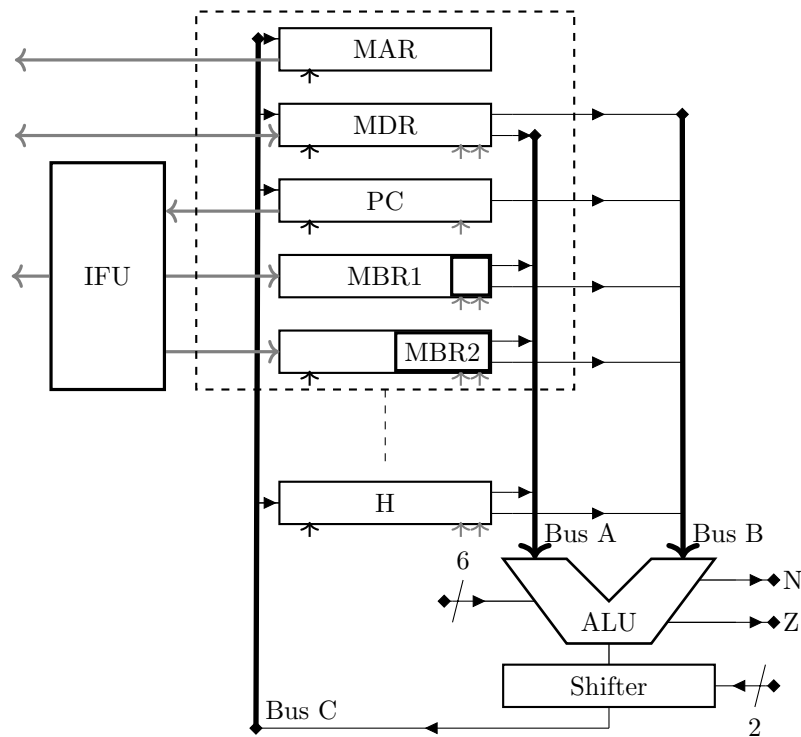 MAR
MDR
PC
IFU
MBR1
MBR2
H
Bus A
Bus B
6
N
ALU
Z
Shifter
Bus C
2